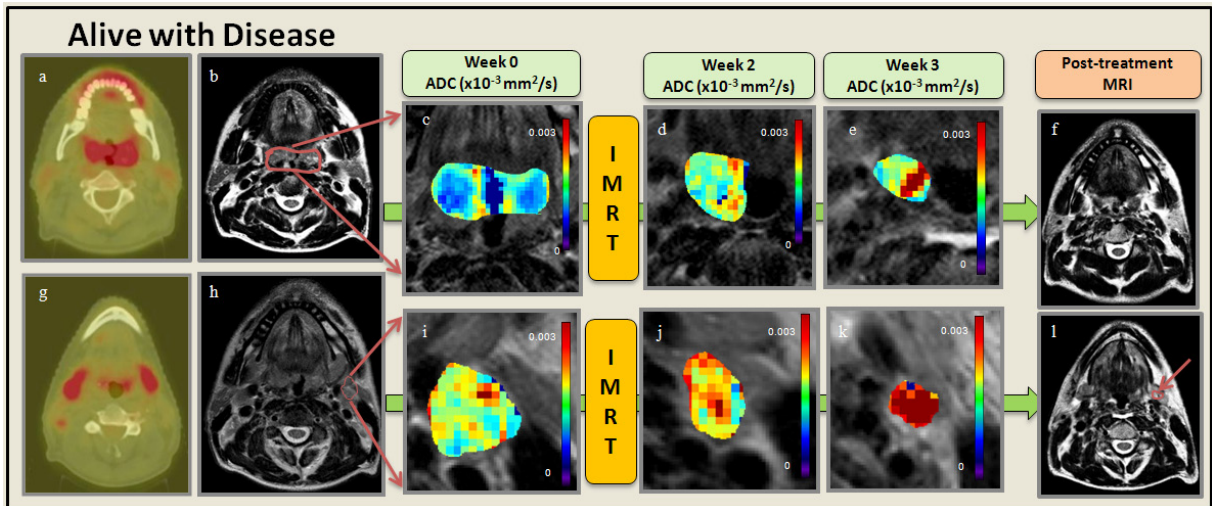 Alive with Disease
Week 0
ADC (x10-3 mm2/s)
Week 2
ADC (x10-3 mm2/s)
Week 3
ADC (x10-3 mm2/s)
Post-treatment
MRI
a
b
c
0.003
0
I
M
R
T
d
0.003
0
e
0.003
0
f
g
h
i
0.003
0
I
M
R
T
j
0.003
0
k
0.003
0
l